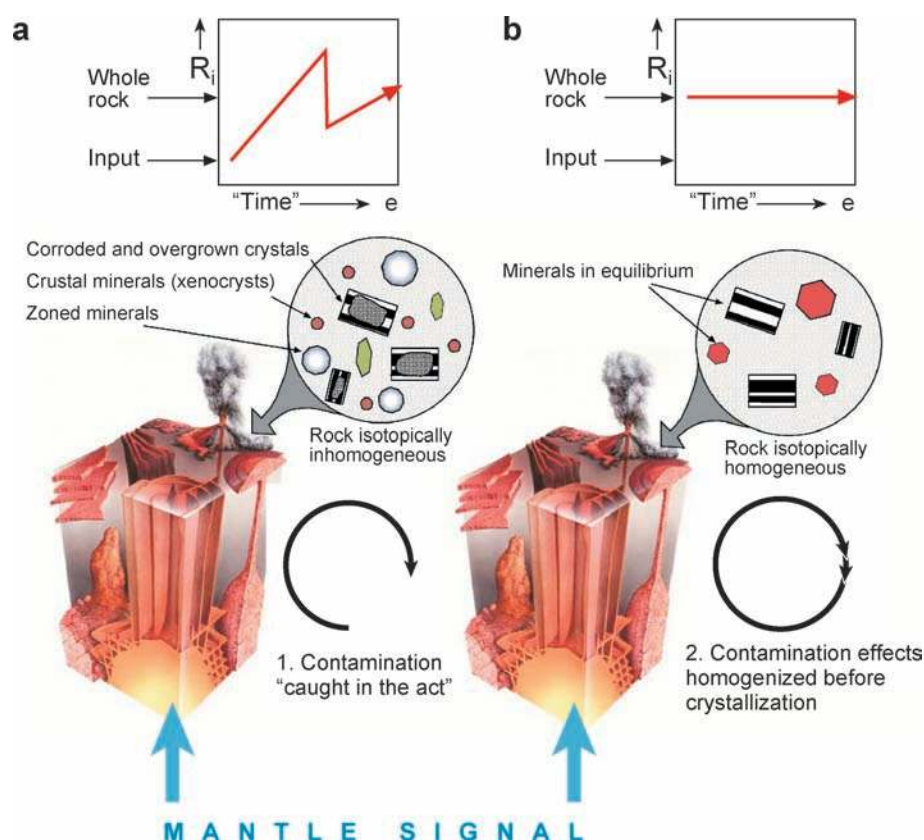 a
Ri
Whole
rock
Input
“Time”
e
b
Ri
Whole
rock
Input
“Time”
e
Corroded and overgrown crystals
Crustal minerals (xenocrysts)
Zoned minerals
Rock isotopically
inhomogeneous
1. Contamination
“caught in the act”
Minerals in equilibrium
Rock isotopically
homogeneous
2. Contamination effects
homogenized before
crystallization
MANTLE SIGNAL